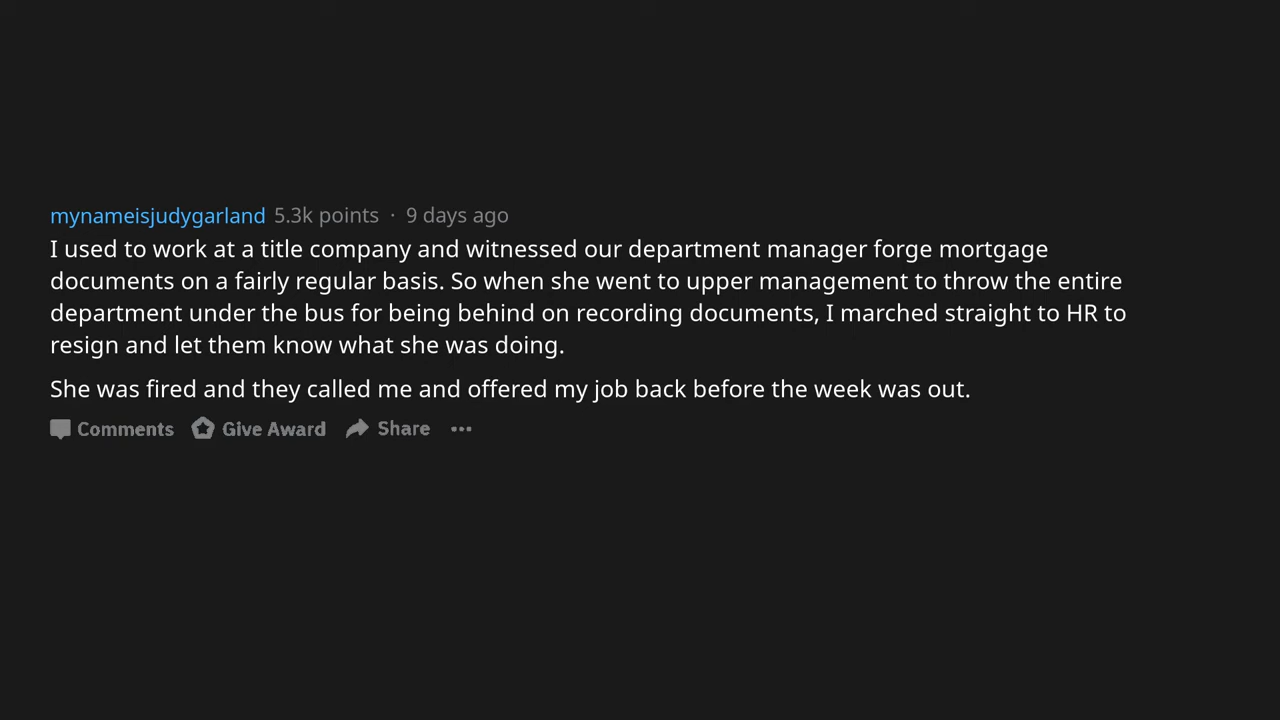 mynameisjudygarland 5.3k points · 9 days ago
I used to work at a title company and witnessed our department manager forge mortgage
documents on a fairly regular basis. So when she went to upper management to throw the entire
department under the bus for being behind on recording documents, I marched straight to HR to
resign and let them know what she was doing.
She was fired and they called me and offered my job back before the week was out.
Comments Give Award Share ···